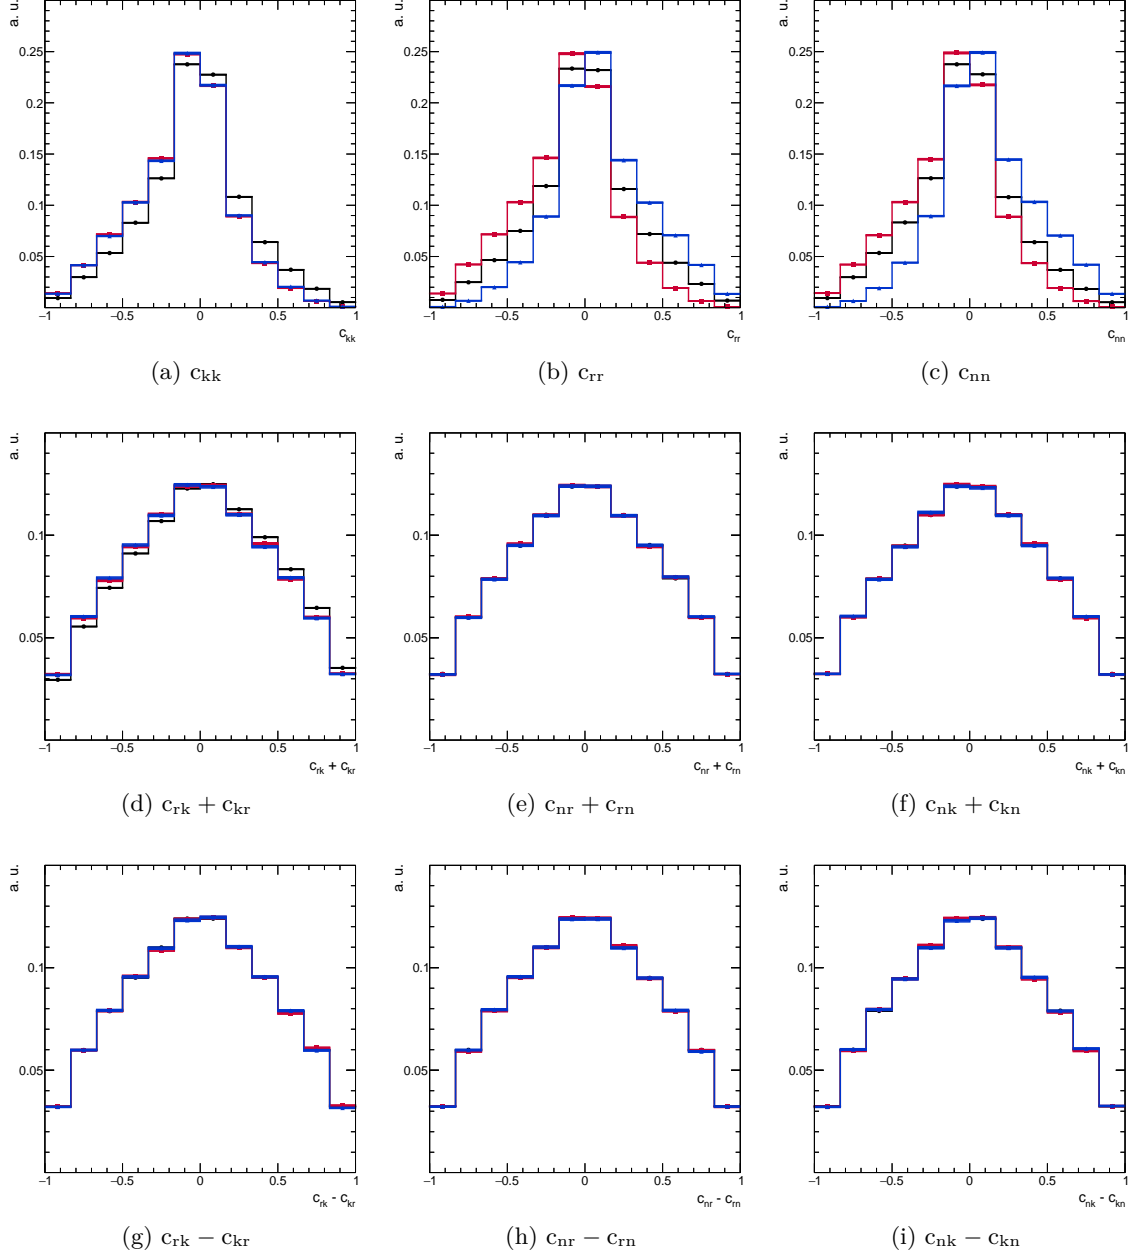 a. u.
0.25
0.2
0.15
0.1
0.05
−1 −0.5 0 0.5 1
c_kk
(a) c_kk
a. u.
0.25
0.2
0.15
0.1
0.05
−1 −0.5 0 0.5 1
c_rr
(b) c_rr
a. u.
0.25
0.2
0.15
0.1
0.05
−1 −0.5 0 0.5 1
c_nn
(c) c_nn
a. u.
0.1
0.05
−1 −0.5 0 0.5 1
c_rk + c_kr
(d) c_rk + c_kr
a. u.
0.1
0.05
−1 −0.5 0 0.5 1
c_nr + c_rn
(e) c_nr + c_rn
a. u.
0.1
0.05
−1 −0.5 0 0.5 1
c_nk + c_kn
(f) c_nk + c_kn
a. u.
0.1
0.05
−1 −0.5 0 0.5 1
c_rk - c_kr
(g) c_rk − c_kr
a. u.
0.1
0.05
−1 −0.5 0 0.5 1
c_nr - c_rn
(h) c_nr − c_rn
a. u.
0.1
0.05
−1 −0.5 0 0.5 1
c_nk - c_kn
(i) c_nk − c_kn